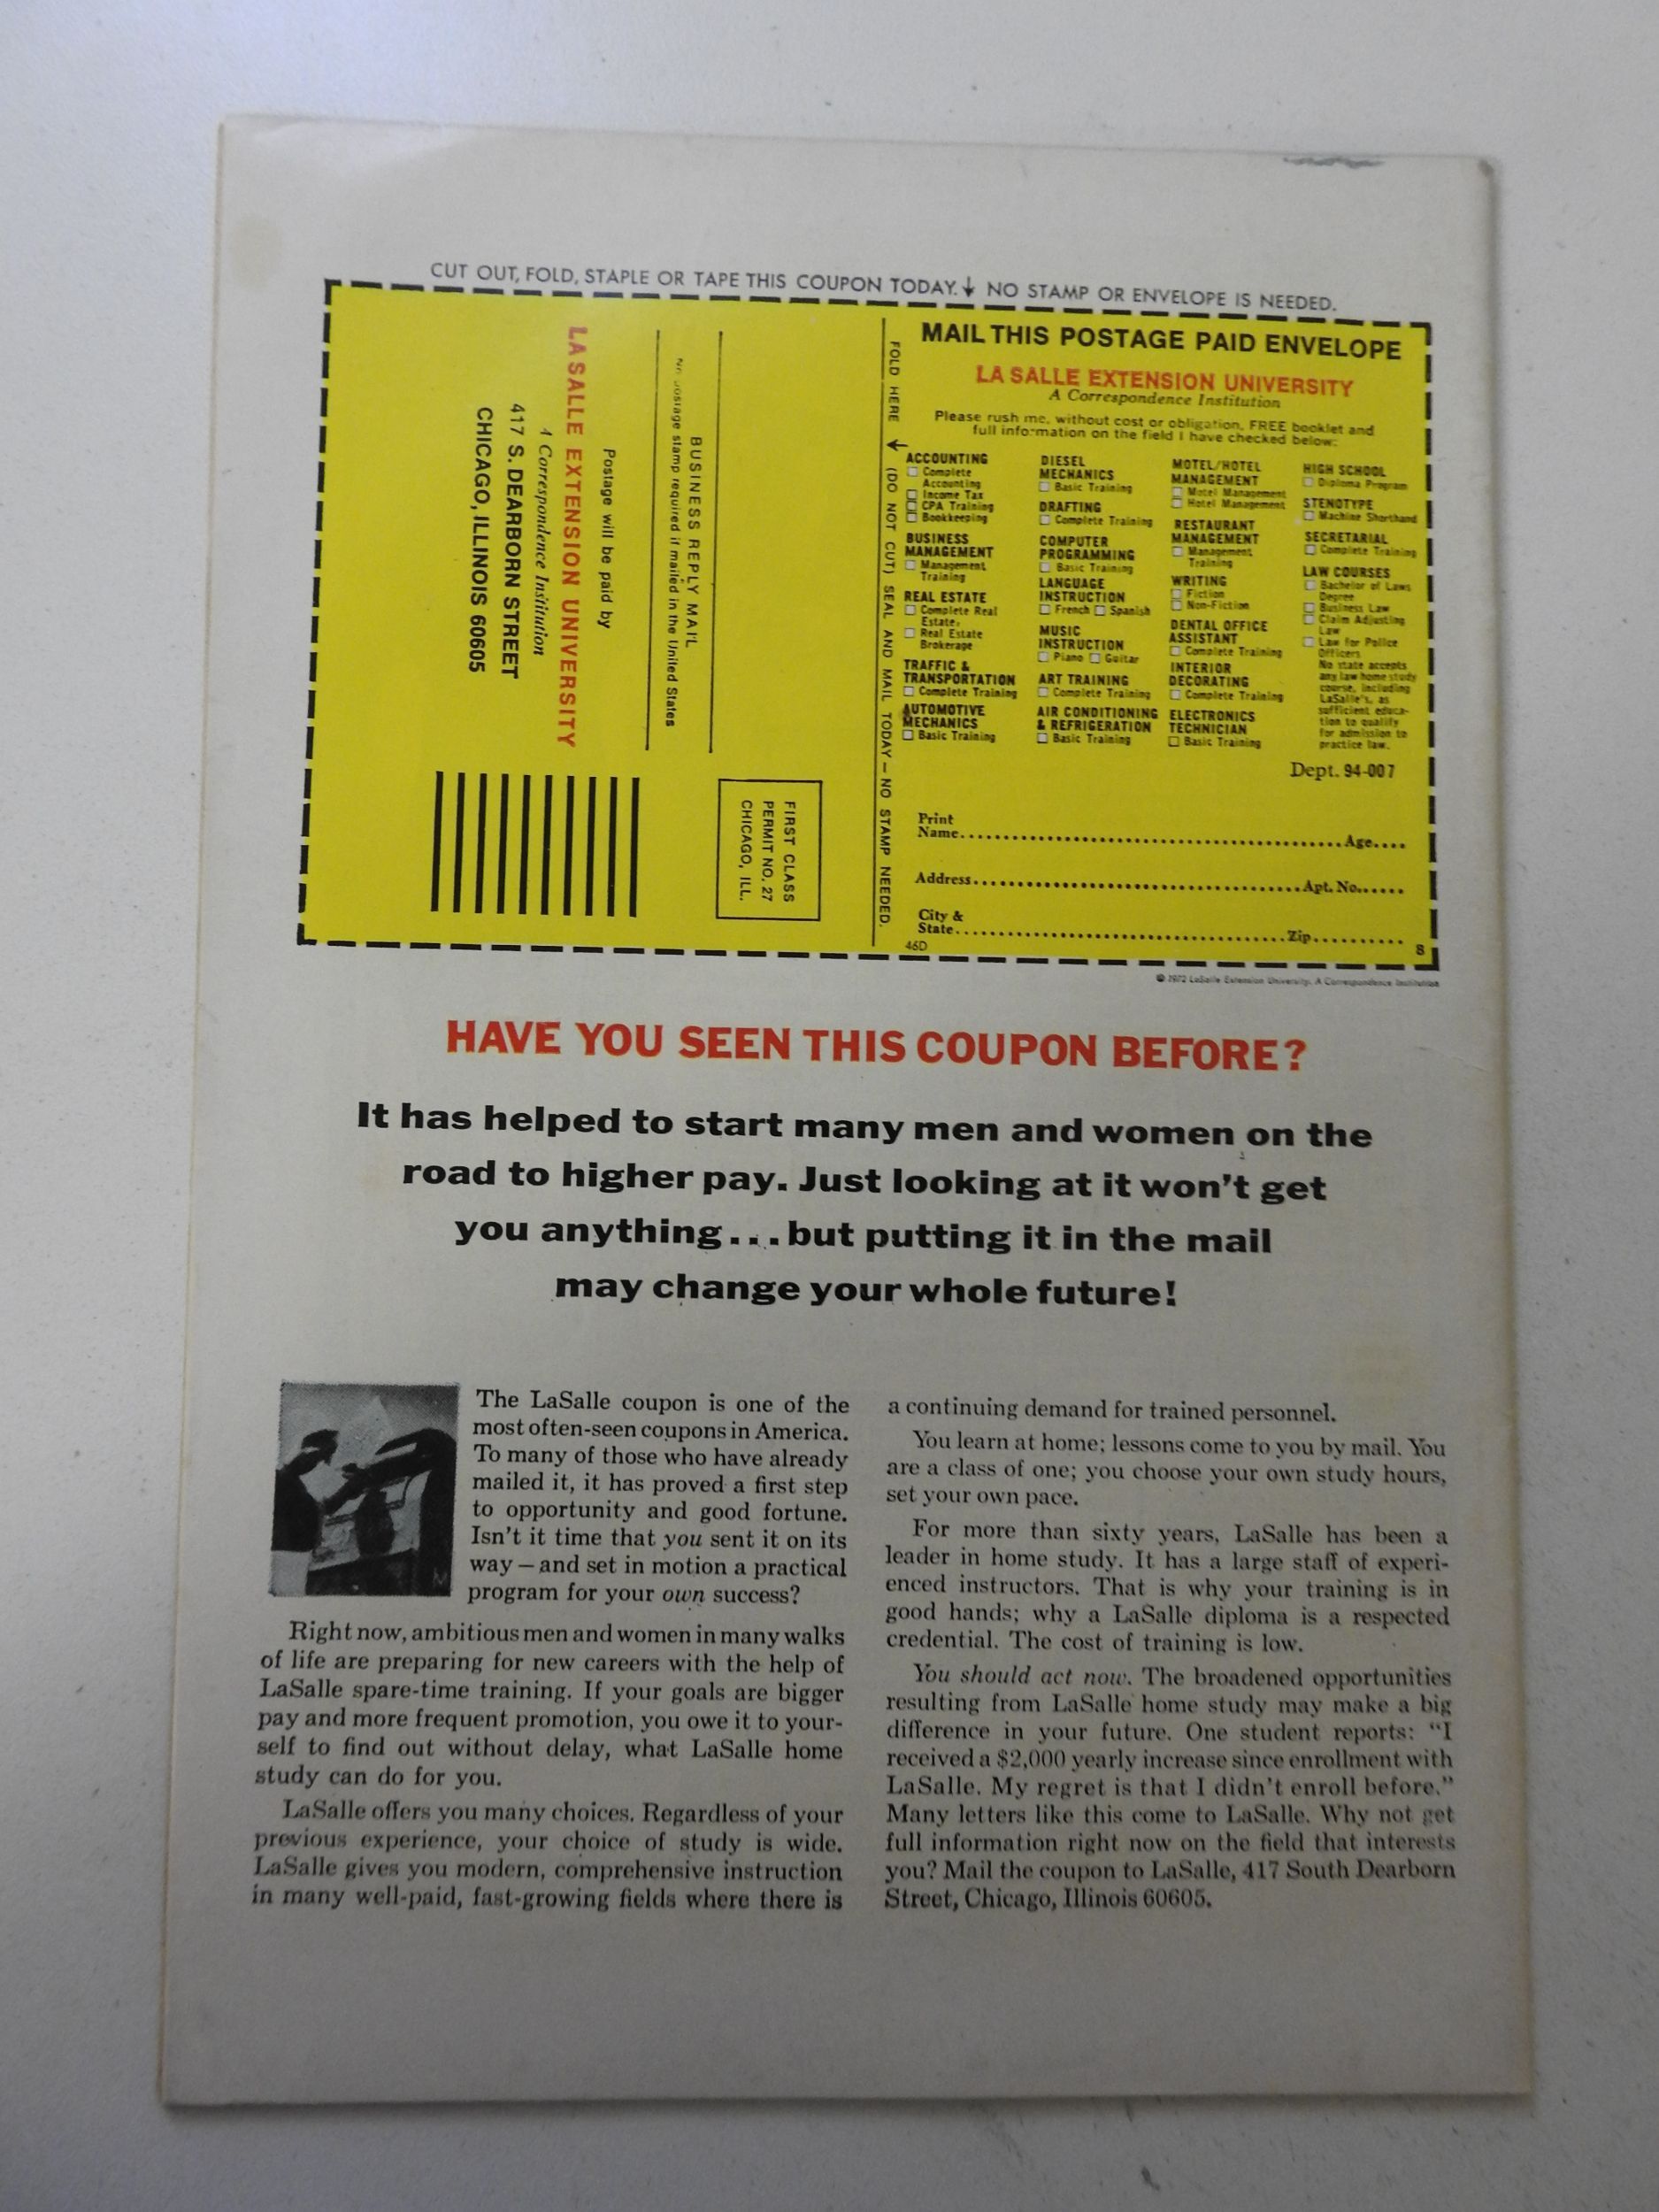 CUT OUT, FOLD, STAPLE OR TAPE THIS COUPON TODAY.↓ NO STAMP OR ENVELOPE IS NEEDED.
FIRST CLASS
PERMIT NO. 27
CHICAGO, ILL.
BUSINESS REPLY MAIL
No postage stamp required if mailed in the United States
Postage will be paid by
LA SALLE EXTENSION UNIVERSITY
A Correspondence Institution
417 S. DEARBORN STREET
CHICAGO, ILLINOIS 60605
FOLD HERE ↓ (DO NOT CUT) SEAL AND MAIL TODAY — NO STAMP NEEDED.
MAIL THIS POSTAGE PAID ENVELOPE
LA SALLE EXTENSION UNIVERSITY
A Correspondence Institution
Please rush me, without cost or obligation, FREE booklet and
full information on the field I have checked below:
ACCOUNTING
☐ Complete
Accounting
☐ Income Tax
☐ CPA Training
☐ Bookkeeping
BUSINESS
MANAGEMENT
☐ Management
Training
REAL ESTATE
☐ Complete Real
Estate
☐ Real Estate
Brokerage
TRAFFIC &
TRANSPORTATION
☐ Complete Training
AUTOMOTIVE
MECHANICS
☐ Basic Training
DIESEL
MECHANICS
☐ Basic Training
DRAFTING
☐ Complete Training
COMPUTER
PROGRAMMING
☐ Basic Training
LANGUAGE
INSTRUCTION
☐ French ☐ Spanish
MUSIC
INSTRUCTION
☐ Piano ☐ Guitar
ART TRAINING
☐ Complete Training
AIR CONDITIONING
& REFRIGERATION
☐ Basic Training
MOTEL/HOTEL
MANAGEMENT
☐ Motel Management
☐ Hotel Management
RESTAURANT
MANAGEMENT
☐ Management
Training
WRITING
☐ Fiction
☐ Non-Fiction
DENTAL OFFICE
ASSISTANT
☐ Complete Training
INTERIOR
DECORATING
☐ Complete Training
ELECTRONICS
TECHNICIAN
☐ Basic Training
HIGH SCHOOL
☐ Diploma Program
STENOTYPE
☐ Machine Shorthand
SECRETARIAL
☐ Complete Training
LAW COURSES
☐ Bachelor of Laws
Degree
☐ Business Law
☐ Claim Adjusting
Law
☐ Law for Police
Officers
No state accepts
any law home study
course, including
LaSalle's, as
sufficient educa-
tion to qualify
for admission to
practice law.
Dept. 94-007
Print
Name.......... Age....
Address.......... Apt. No......
City &
State.......... Zip..........
46D 8
© 1972 LaSalle Extension University, A Correspondence Institution
HAVE YOU SEEN THIS COUPON BEFORE?
It has helped to start many men and women on the
road to higher pay. Just looking at it won't get
you anything...but putting it in the mail
may change your whole future!
The LaSalle coupon is one of the
most often-seen coupons in America.
To many of those who have already
mailed it, it has proved a first step
to opportunity and good fortune.
Isn't it time that you sent it on its
way — and set in motion a practical
program for your own success?
Right now, ambitious men and women in many walks
of life are preparing for new careers with the help of
LaSalle spare-time training. If your goals are bigger
pay and more frequent promotion, you owe it to your-
self to find out without delay, what LaSalle home
study can do for you.
LaSalle offers you many choices. Regardless of your
previous experience, your choice of study is wide.
LaSalle gives you modern, comprehensive instruction
in many well-paid, fast-growing fields where there is
a continuing demand for trained personnel.
You learn at home; lessons come to you by mail. You
are a class of one; you choose your own study hours,
set your own pace.
For more than sixty years, LaSalle has been a
leader in home study. It has a large staff of experi-
enced instructors. That is why your training is in
good hands; why a LaSalle diploma is a respected
credential. The cost of training is low.
You should act now. The broadened opportunities
resulting from LaSalle home study may make a big
difference in your future. One student reports: "I
received a $2,000 yearly increase since enrollment with
LaSalle. My regret is that I didn't enroll before."
Many letters like this come to LaSalle. Why not get
full information right now on the field that interests
you? Mail the coupon to LaSalle, 417 South Dearborn
Street, Chicago, Illinois 60605.